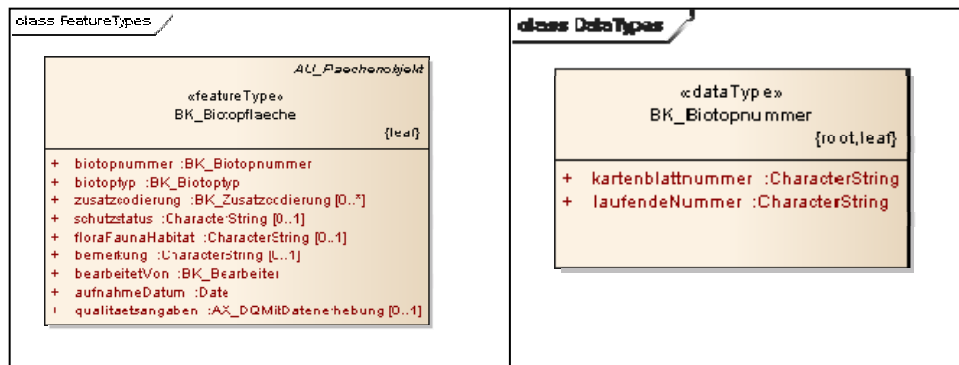 class FeatureTypes
AU_Flaechenobjekt
«featureType»
BK_Biotopflaeche
{leaf}
+ biotopnummer :BK_Biotopnummer
+ biotoptyp :BK_Biotoptyp
+ zusatzcodierung :BK_Zusatzcodierung [0..*]
+ schutzstatus :CharacterString [0..1]
+ floraFaunaHabitat :CharacterString [0..1]
+ bemerkung :CharacterString [0..1]
+ bearbeitetVon :BK_Bearbeiter
+ aufnahmeDatum :Date
+ qualitaetsangaben :AX_DQMitDatenerhebung [0..1]
class DataTypes
«dataType»
BK_Biotopnummer
{root,leaf}
+ kartenblattnummer :CharacterString
+ laufendeNummer :CharacterString